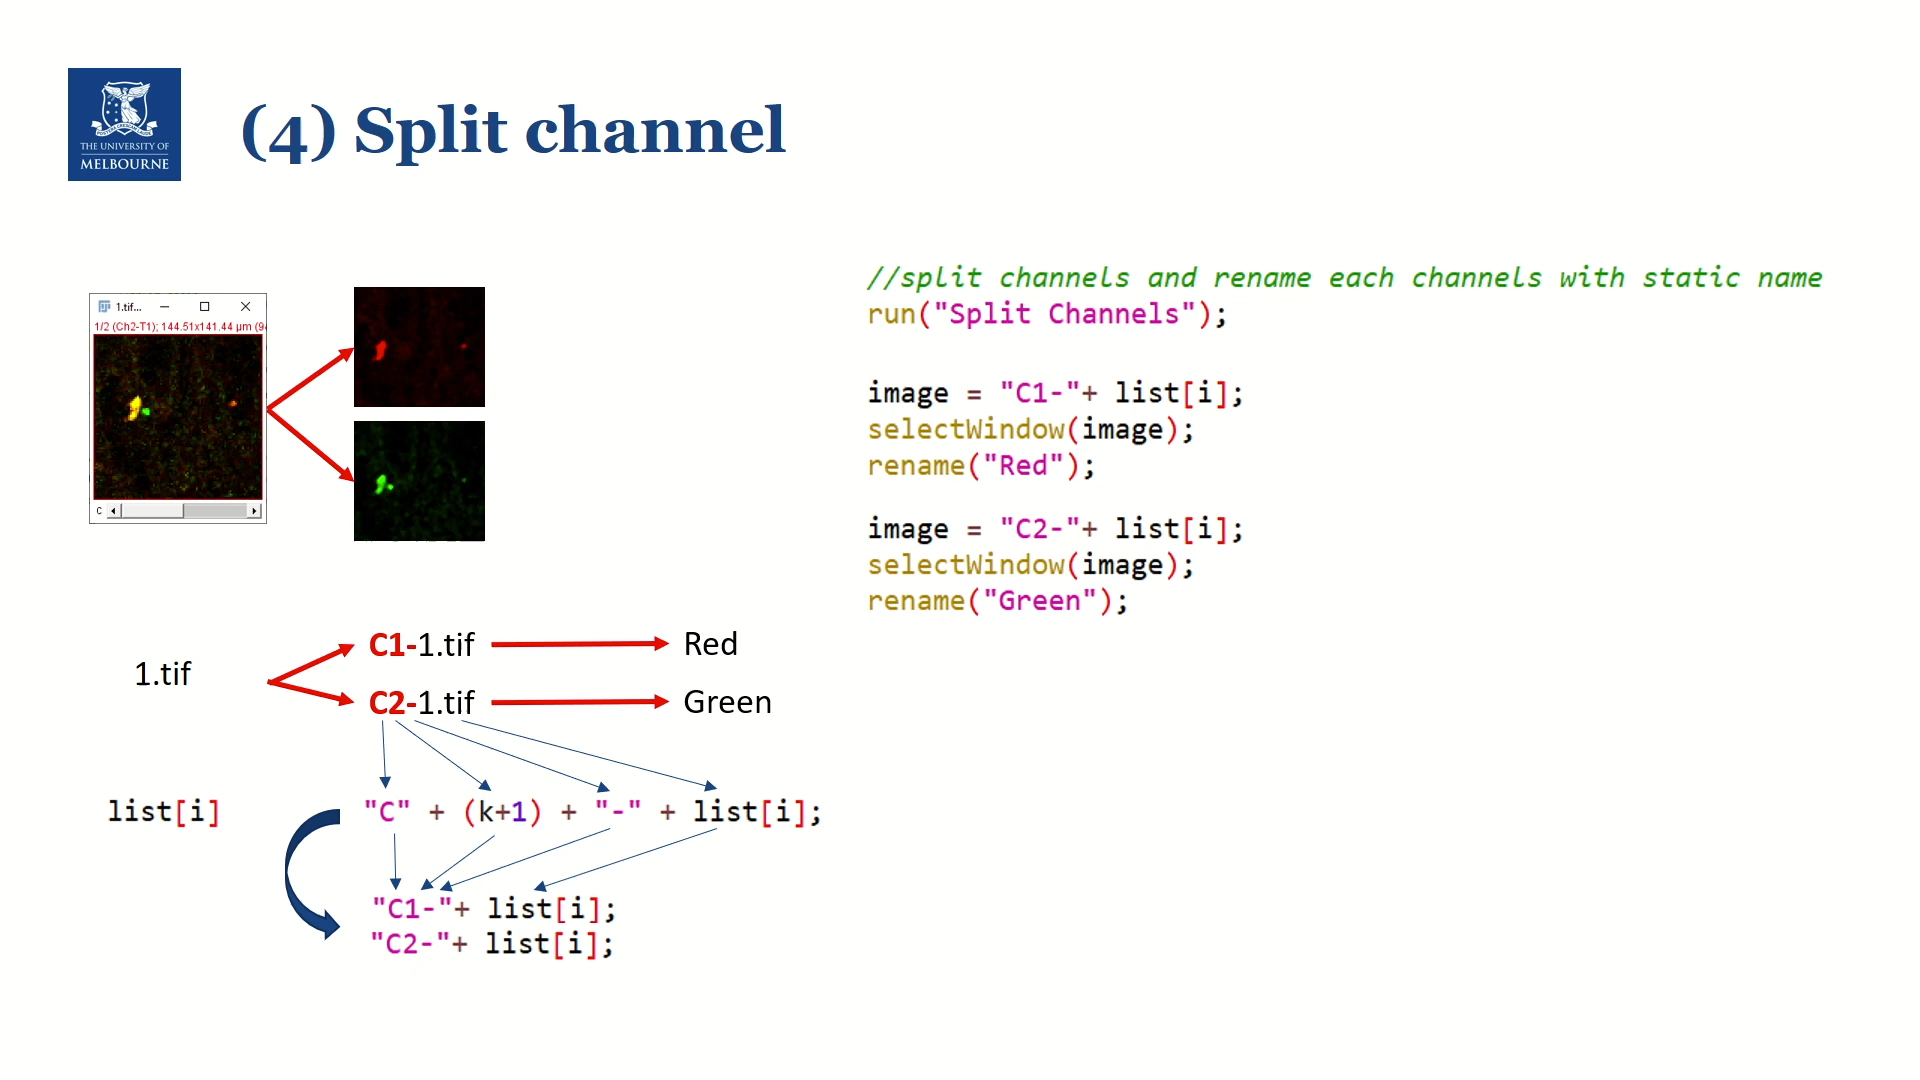 THE UNIVERSITY OF
MELBOURNE
(4) Split channel
1.tif...
1/2 (Ch2-T1); 144.51x141.44 µm (9
c
//split channels and rename each channels with static name
run("Split Channels");
image = "C1-"+ list[i];
selectWindow(image);
rename("Red");
image = "C2-"+ list[i];
selectWindow(image);
rename("Green");
1.tif
C1-1.tif
Red
C2-1.tif
Green
list[i]
"C" + (k+1) + "-" + list[i];
"C1-"+ list[i];
"C2-"+ list[i];